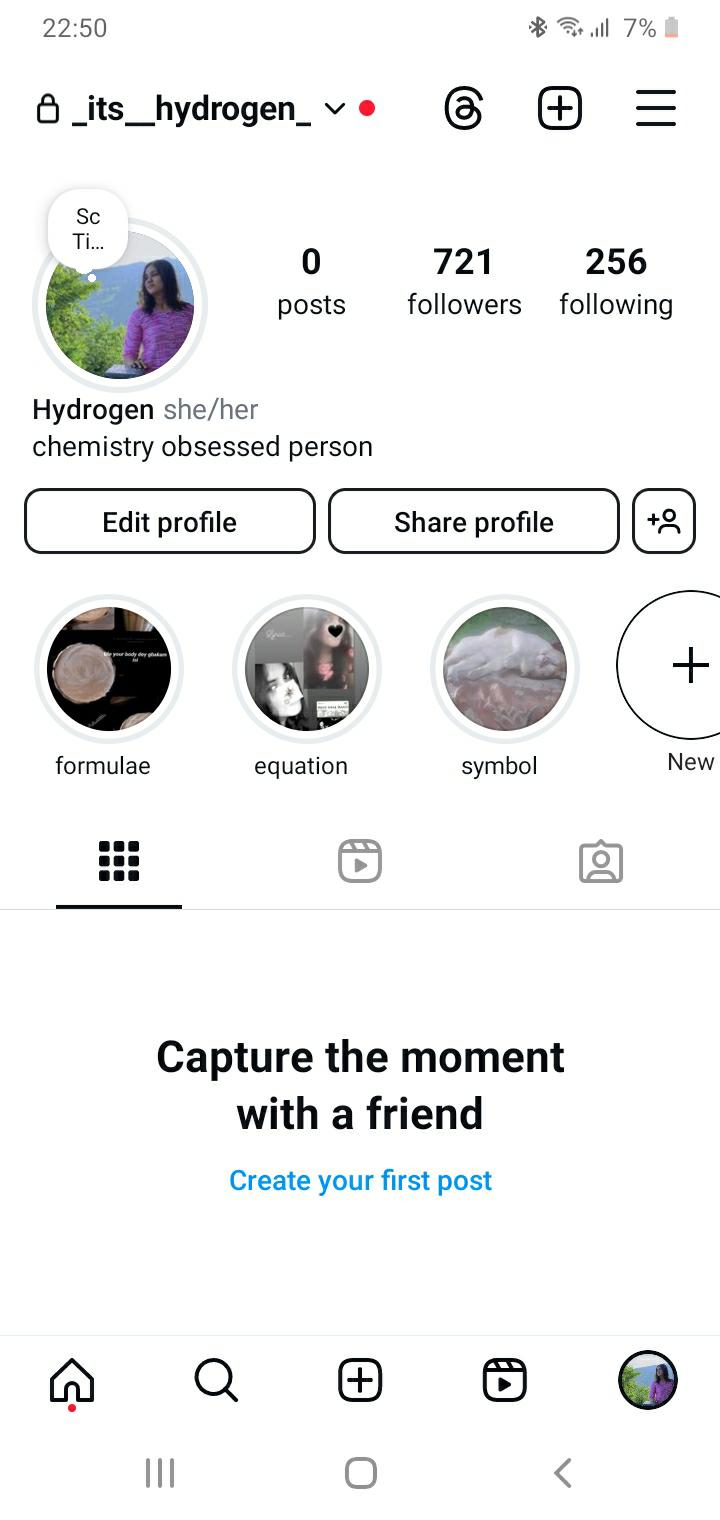 22:50
7%
_its__hydrogen_
Sc
Ti...
0
posts
721
followers
256
following
Hydrogen she/her
chemistry obsessed person
Edit profile
Share profile
formulae
equation
symbol
New
Capture the moment
with a friend
Create your first post